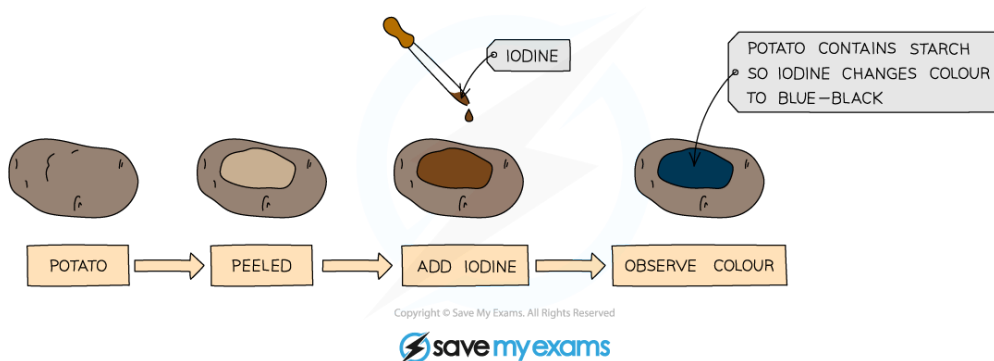 IODINE
POTATO CONTAINS STARCH
SO IODINE CHANGES COLOUR
TO BLUE-BLACK
POTATO
PEELED
ADD IODINE
OBSERVE COLOUR
Copyright © Save My Exams. All Rights Reserved
save my exams